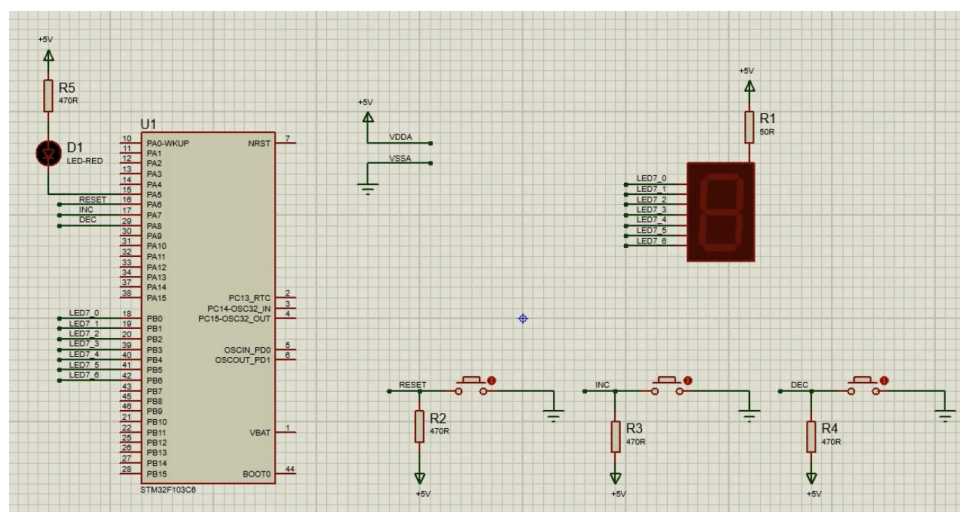 +5V
R5
470R
D1
LED-RED
U1
10 PA0-WKUP
11 PA1
12 PA2
13 PA3
14 PA4
15 PA5
RESET 16 PA6
INC 17 PA7
DEC 29 PA8
30 PA9
31 PA10
32 PA11
33 PA12
34 PA13
37 PA14
38 PA15
LED7_0 18 PB0
LED7_1 19 PB1
LED7_2 20 PB2
LED7_3 39 PB3
LED7_4 40 PB4
LED7_5 41 PB5
LED7_6 42 PB6
43 PB7
45 PB8
46 PB9
21 PB10
22 PB11
25 PB12
26 PB13
27 PB14
28 PB15
NRST 7
PC13_RTC 2
PC14-OSC32_IN 3
PC15-OSC32_OUT 4
OSCIN_PD0 5
OSCOUT_PD1 6
VBAT 1
BOOT0 44
STM32F103C6
+5V
VDDA
VSSA
+5V
R1
50R
LED7_0
LED7_1
LED7_2
LED7_3
LED7_4
LED7_5
LED7_6
RESET
R2
470R
+5V
INC
R3
470R
+5V
DEC
R4
470R
+5V